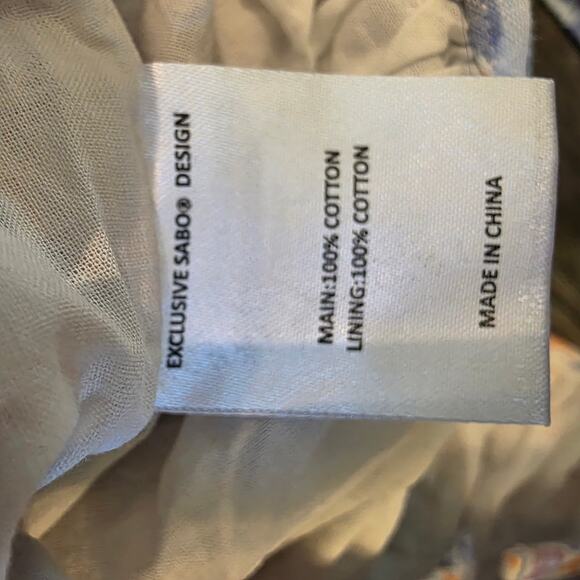 EXCLUSIVE SABO® DESIGN
MAIN:100% COTTON
LINING:100% COTTON
MADE IN CHINA